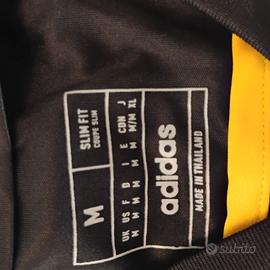 SLIM FIT
COUPE SLIM
M
UK US F D I E CDN J
M M M M M M M/M XL
adidas
MADE IN THAILAND
subito